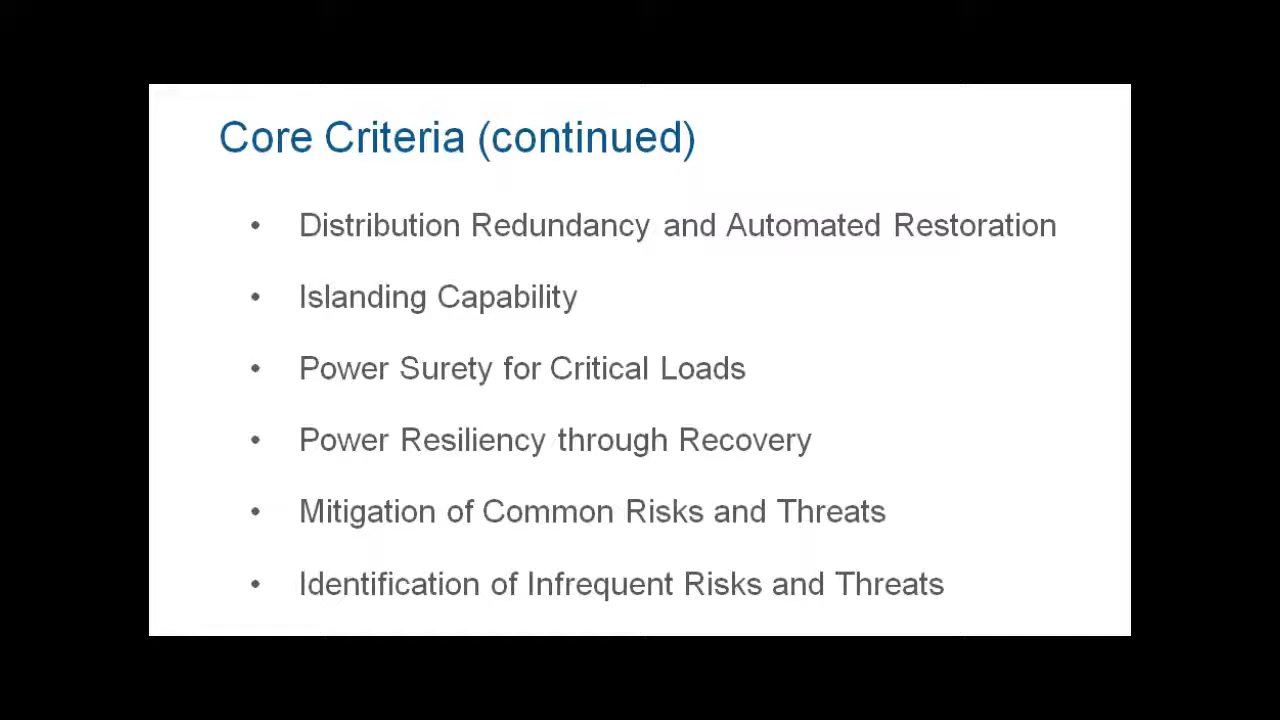 Core Criteria (continued)
• Distribution Redundancy and Automated Restoration
• Islanding Capability
• Power Surety for Critical Loads
• Power Resiliency through Recovery
• Mitigation of Common Risks and Threats
• Identification of Infrequent Risks and Threats